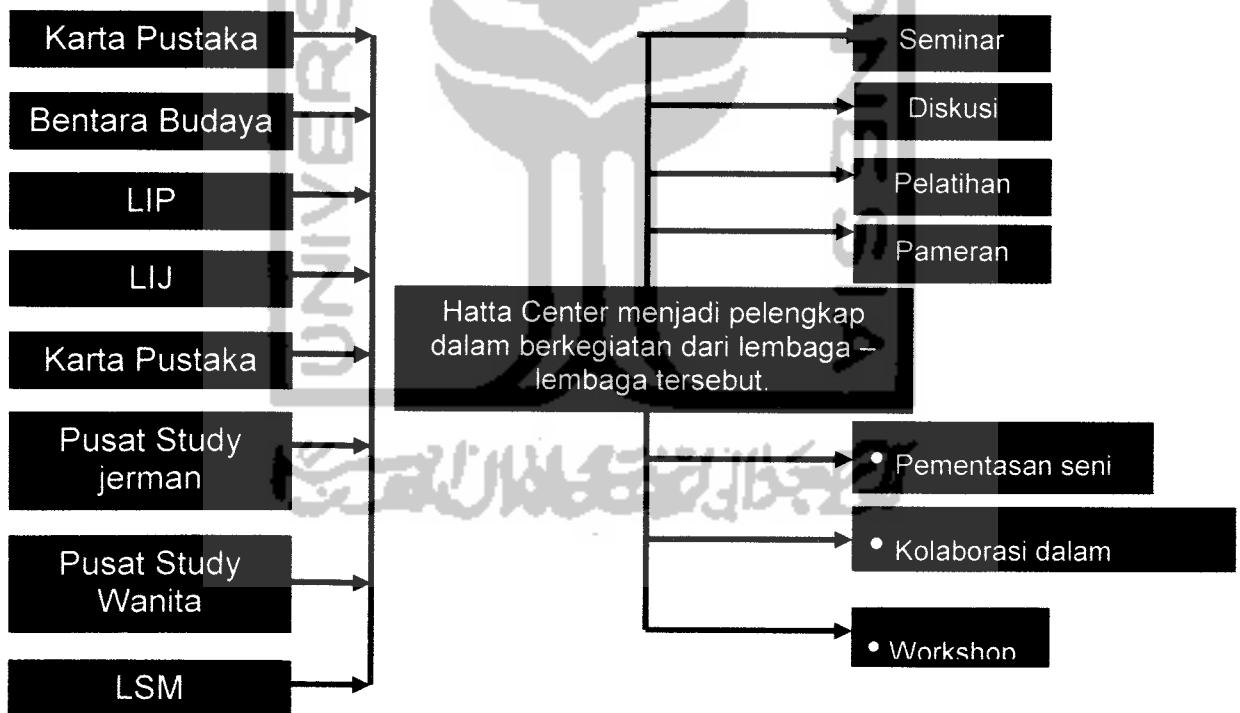 Karta Pustaka
Bentara Budaya
LIP
LIJ
Karta Pustaka
Pusat Study
jerman
Pusat Study
Wanita
LSM
Hatta Center menjadi pelengkap
dalam berkegiatan dari lembaga –
lembaga tersebut.
Seminar
Diskusi
Pelatihan
Pameran
• Pementasan seni
• Kolaborasi dalam
• Workshop
UNIVERS